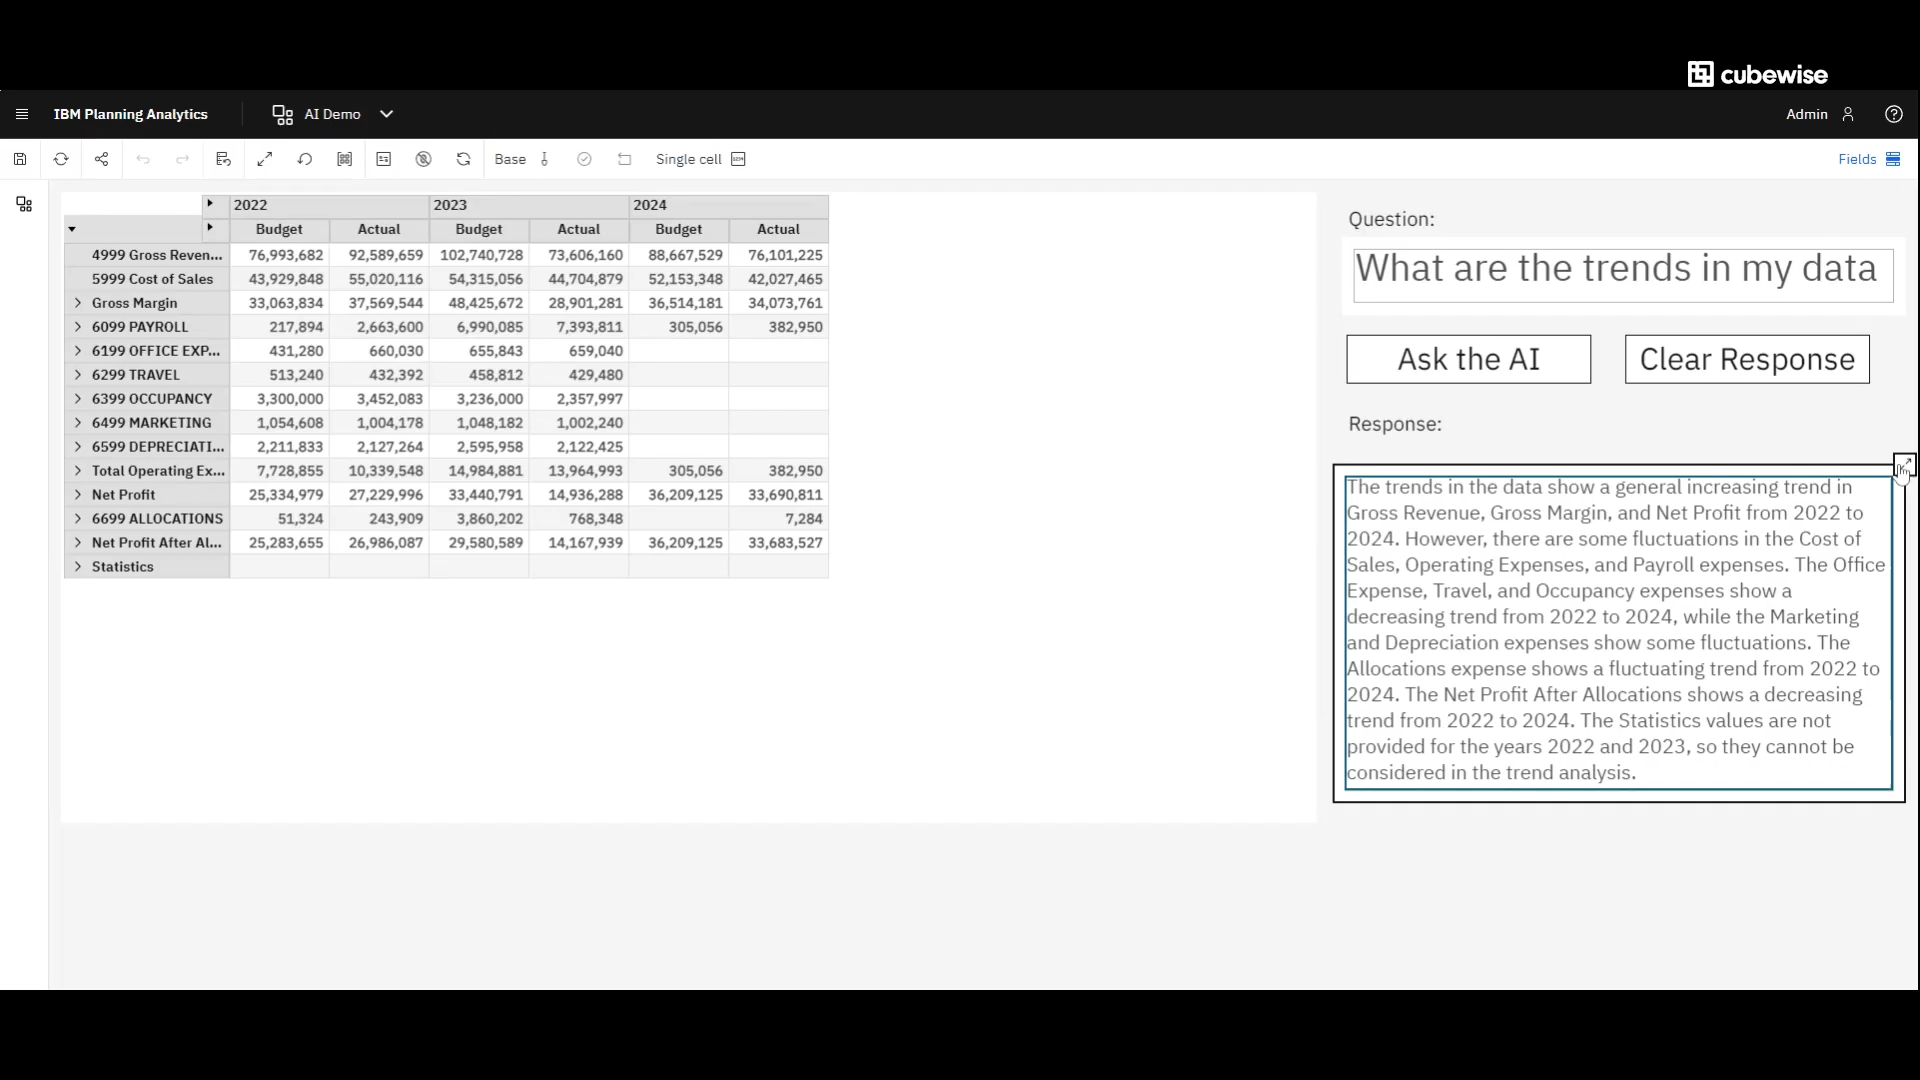 cubewise
IBM Planning Analytics
AI Demo
Admin
Base
Single cell
Fields
2022 2023 2024
Budget Actual Budget Actual Budget Actual
4999 Gross Reven... 76,993,682 92,589,659 102,740,728 73,606,160 88,667,529 76,101,225
5999 Cost of Sales 43,929,848 55,020,116 54,315,056 44,704,879 52,153,348 42,027,465
Gross Margin 33,063,834 37,569,544 48,425,672 28,901,281 36,514,181 34,073,761
6099 PAYROLL 217,894 2,663,600 6,990,085 7,393,811 305,056 382,950
6199 OFFICE EXP... 431,280 660,030 655,843 659,040
6299 TRAVEL 513,240 432,392 458,812 429,480
6399 OCCUPANCY 3,300,000 3,452,083 3,236,000 2,357,997
6499 MARKETING 1,054,608 1,004,178 1,048,182 1,002,240
6599 DEPRECIATI... 2,211,833 2,127,264 2,595,958 2,122,425
Total Operating Ex... 7,728,855 10,339,548 14,984,881 13,964,993 305,056 382,950
Net Profit 25,334,979 27,229,996 33,440,791 14,936,288 36,209,125 33,690,811
6699 ALLOCATIONS 51,324 243,909 3,860,202 768,348 7,284
Net Profit After Al... 25,283,655 26,986,087 29,580,589 14,167,939 36,209,125 33,683,527
Statistics
Question:
What are the trends in my data
Ask the AI
Clear Response
Response:
The trends in the data show a general increasing trend in
Gross Revenue, Gross Margin, and Net Profit from 2022 to
2024. However, there are some fluctuations in the Cost of
Sales, Operating Expenses, and Payroll expenses. The Office
Expense, Travel, and Occupancy expenses show a
decreasing trend from 2022 to 2024, while the Marketing
and Depreciation expenses show some fluctuations. The
Allocations expense shows a fluctuating trend from 2022 to
2024. The Net Profit After Allocations shows a decreasing
trend from 2022 to 2024. The Statistics values are not
provided for the years 2022 and 2023, so they cannot be
considered in the trend analysis.